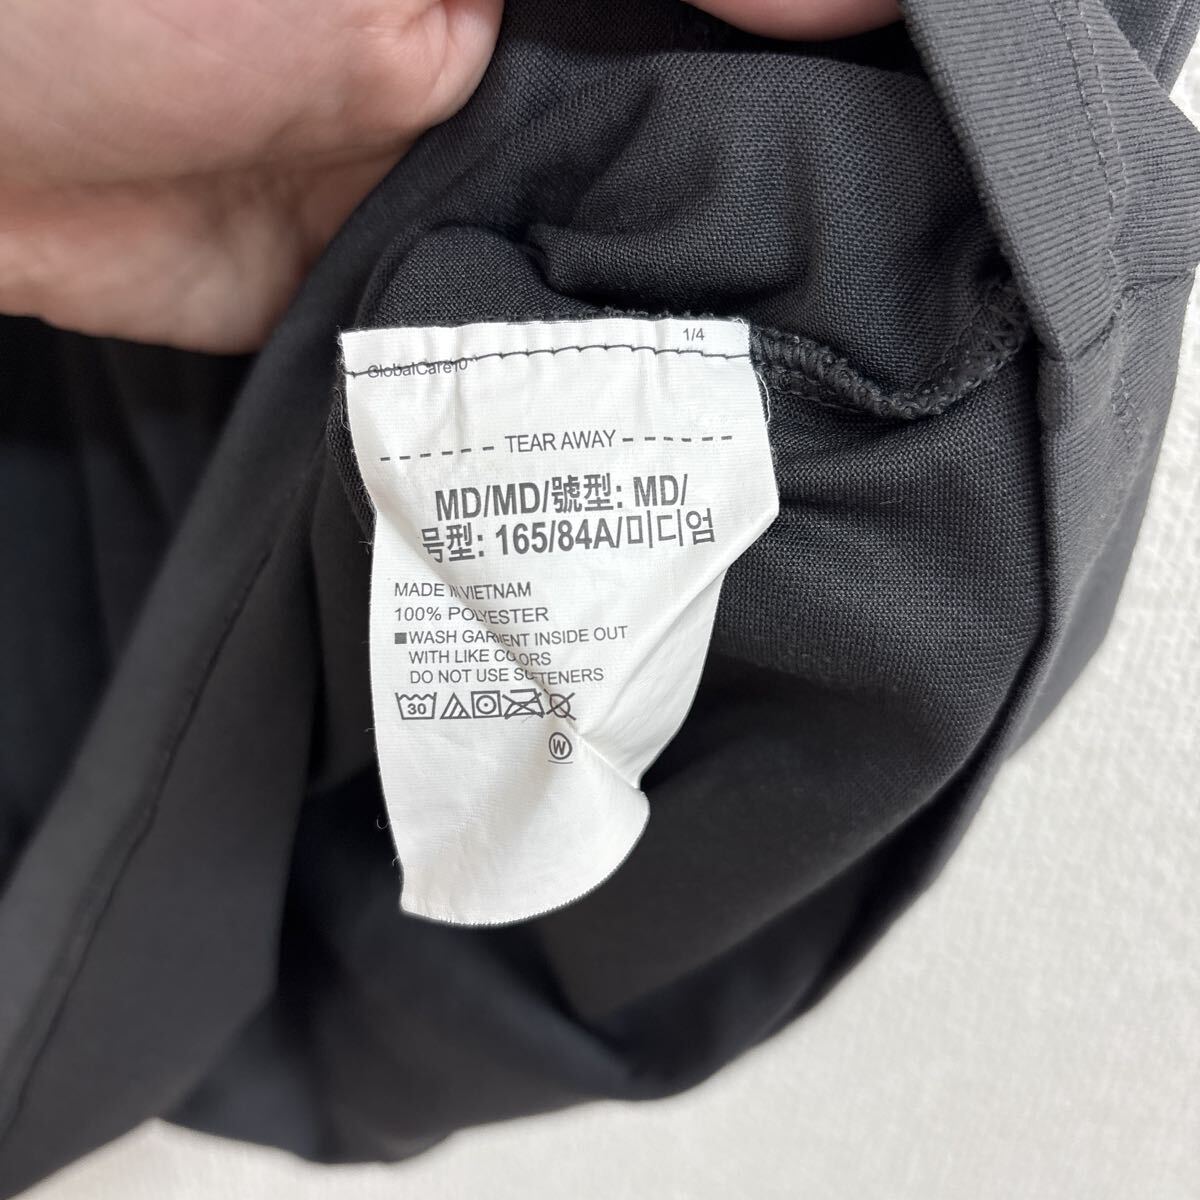 1/4
GlobalCare10
TEAR AWAY
MD/MD/號型: MD/
号型: 165/84A/미디엄
MADE IN VIETNAM
100% POLYESTER
WASH GARMENT INSIDE OUT
WITH LIKE COLORS
DO NOT USE SOFTENERS
30
W